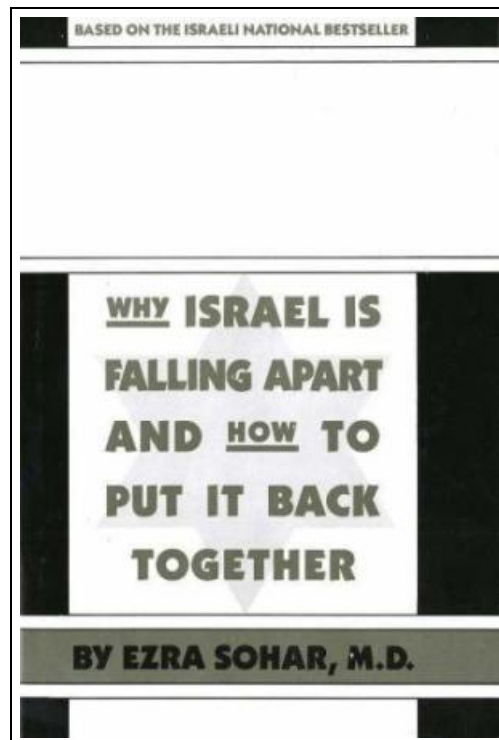 BASED ON THE ISRAELI NATIONAL BESTSELLER
WHY ISRAEL IS
FALLING APART
AND HOW TO
PUT IT BACK
TOGETHER
BY EZRA SOHAR, M.D.